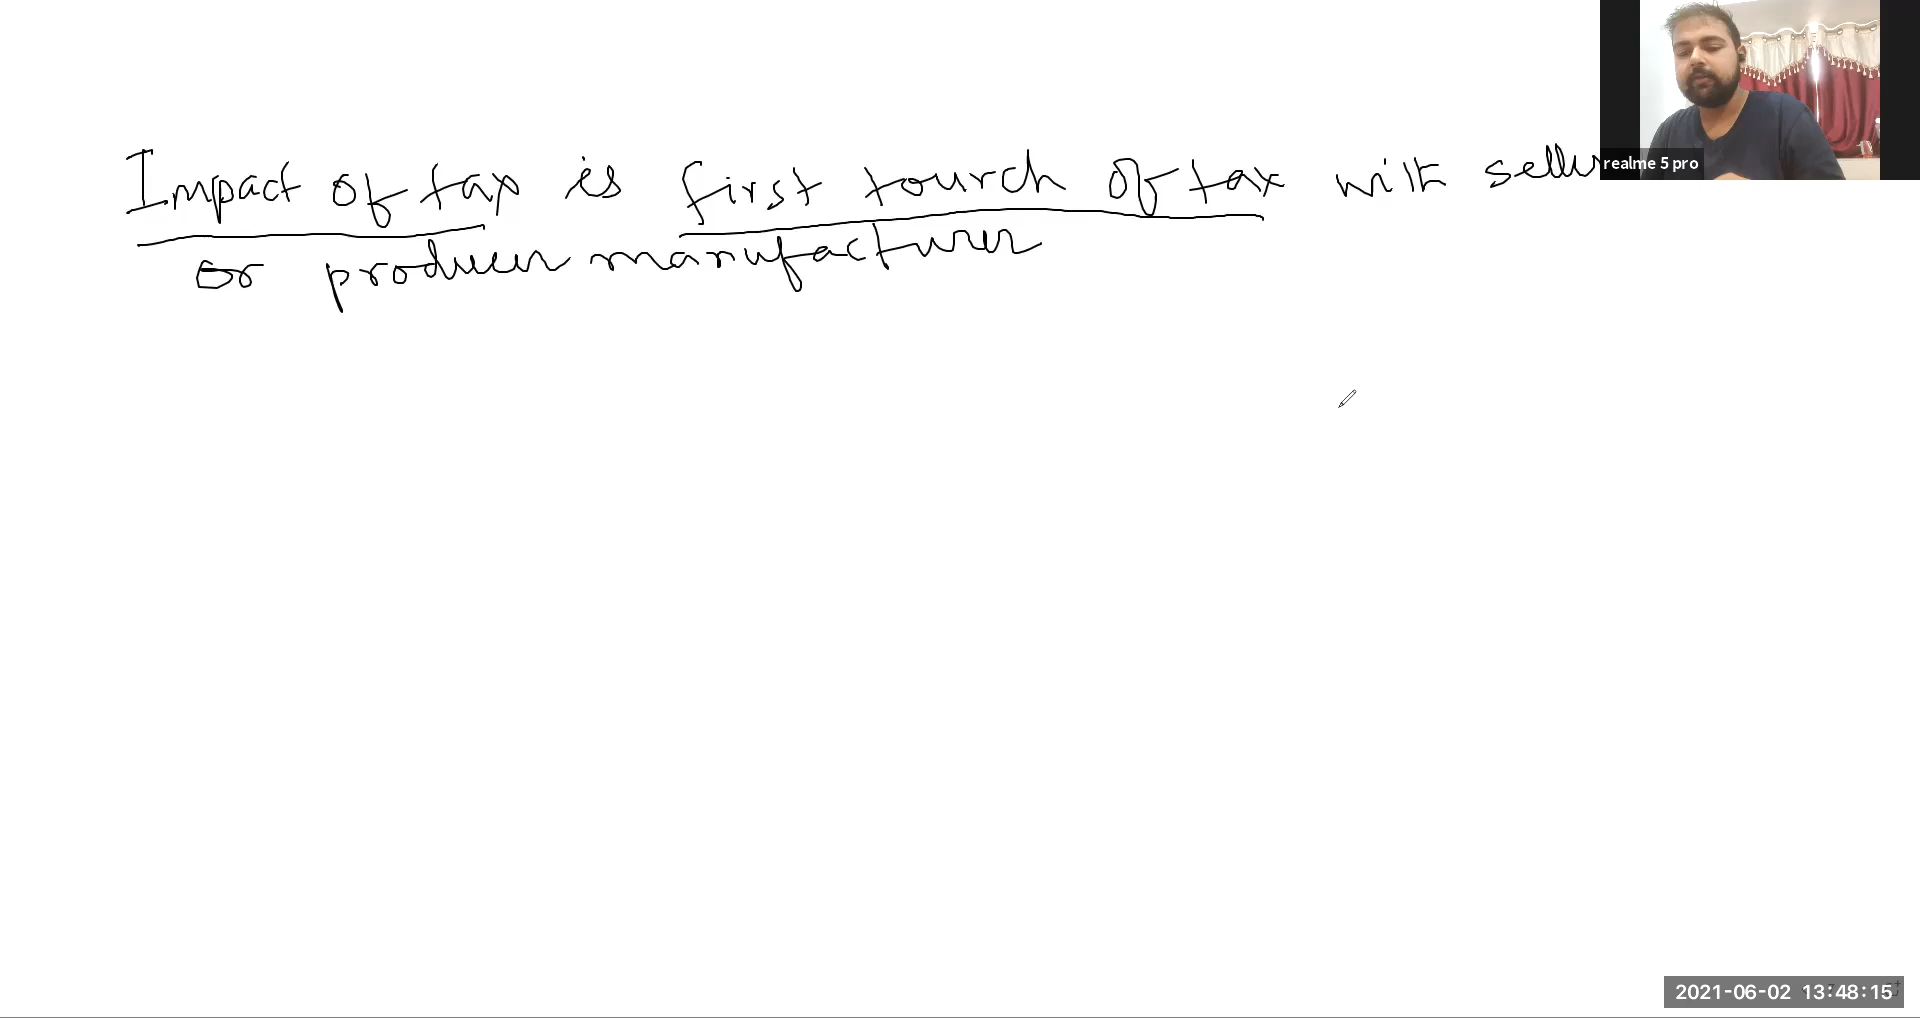 Impact of tax is first tourch of tax with seller
or producer manufacturer
realme 5 pro
2021-06-02 13:48:15